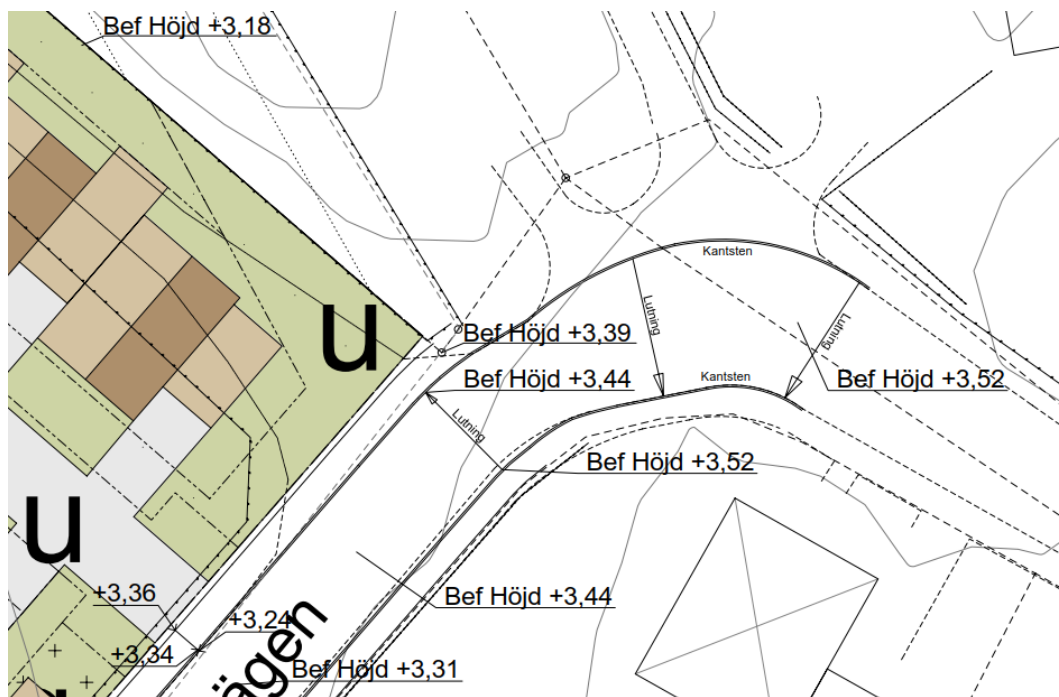 Bef Höjd +3,18
Kantsten
Lutning
Lutning
u
Bef Höjd +3,39
Bef Höjd +3,44
Kantsten
Bef Höjd +3,52
Lutning
Bef Höjd +3,52
u
+3,36
Bef Höjd +3,44
+3,24
+3,34
ägen
Bef Höjd +3,31